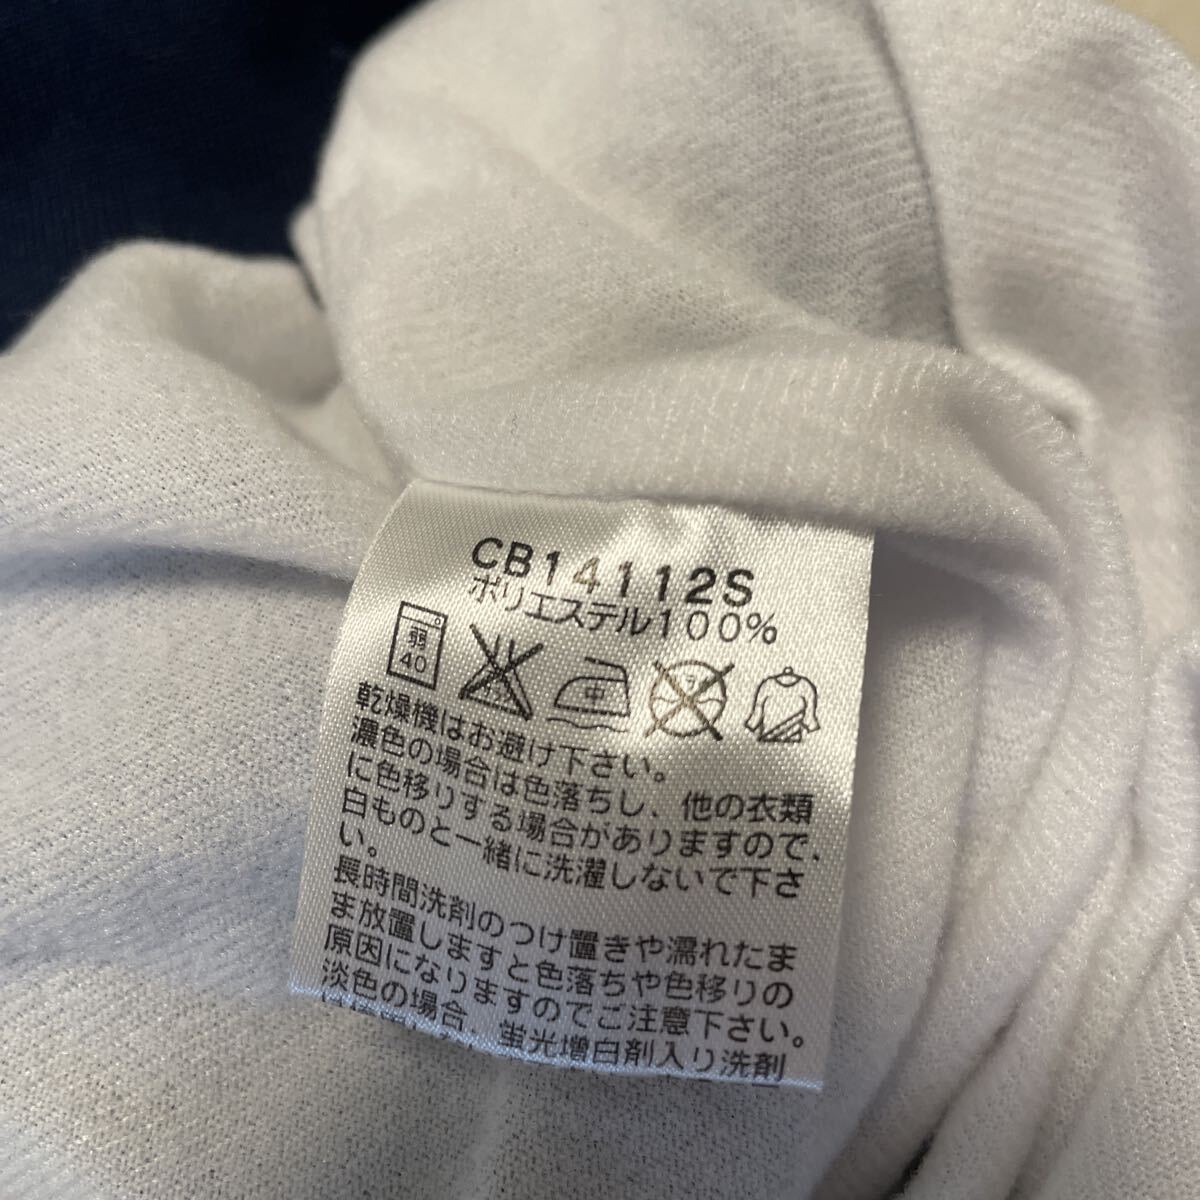 CB14112S
ポリエステル100%
弱
40
中
乾燥機はお避け下さい。
濃色の場合は色落ちし、他の衣類
に色移りする場合がありますので、
白ものと一緒に洗濯しないで下さ
い。
長時間洗剤のつけ置きや濡れたま
ま放置しますと色落ちや色移りの
原因になりますのでご注意下さい。
淡色の場合、蛍光増白剤入り洗剤